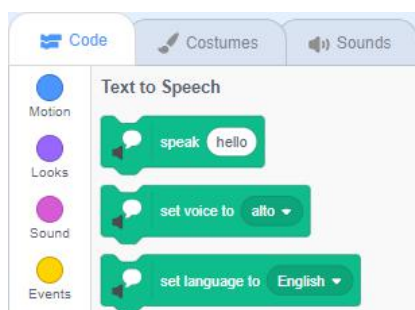 Code
Costumes
Sounds
Text to Speech
Motion
speak hello
Looks
set voice to alto
Sound
set language to English
Events